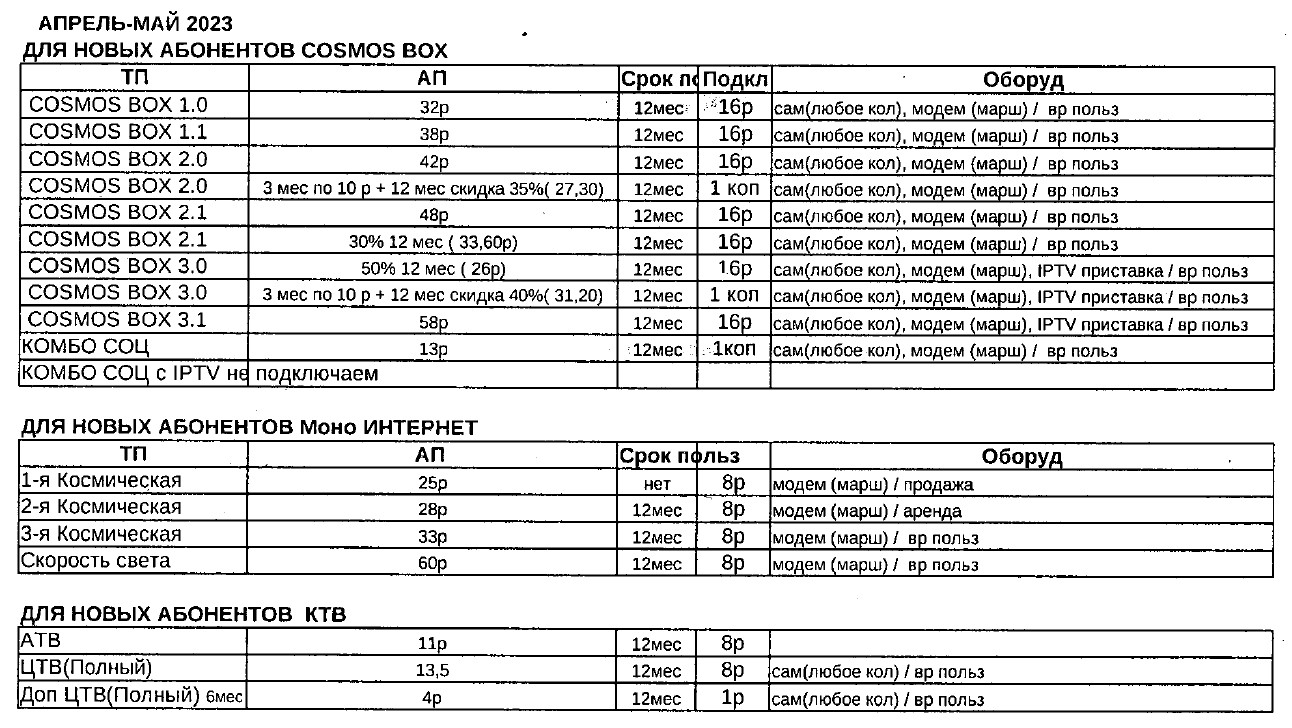 АПРЕЛЬ-МАЙ 2023
ДЛЯ НОВЫХ АБОНЕНТОВ COSMOS BOX
ТП АП Срок по Подкл Оборуд
COSMOS BOX 1.0 32р 12мес 16р сам(любое кол), модем (марш) / вр польз
COSMOS BOX 1.1 38р 12мес 16р сам(любое кол), модем (марш) / вр польз
COSMOS BOX 2.0 42р 12мес 16р сам(любое кол), модем (марш) / вр польз
COSMOS BOX 2.0 3 мес по 10 р + 12 мес скидка 35%( 27,30) 12мес 1 коп сам(любое кол), модем (марш) / вр польз
COSMOS BOX 2.1 48р 12мес 16р сам(любое кол), модем (марш) / вр польз
COSMOS BOX 2.1 30% 12 мес ( 33,60р) 12мес 16р сам(любое кол), модем (марш) / вр польз
COSMOS BOX 3.0 50% 12 мес ( 26р) 12мес 16р сам(любое кол), модем (марш), IPTV приставка / вр польз
COSMOS BOX 3.0 3 мес по 10 р + 12 мес скидка 40%( 31,20) 12мес 1 коп сам(любое кол), модем (марш), IPTV приставка / вр польз
COSMOS BOX 3.1 58р 12мес 16р сам(любое кол), модем (марш), IPTV приставка / вр польз
КОМБО СОЦ 13р 12мес 1коп сам(любое кол), модем (марш) / вр польз
КОМБО СОЦ с IPTV не подключаем
ДЛЯ НОВЫХ АБОНЕНТОВ Моно ИНТЕРНЕТ
ТП АП Срок польз Оборуд
1-я Космическая 25р нет 8р модем (марш) / продажа
2-я Космическая 28р 12мес 8р модем (марш) / аренда
3-я Космическая 33р 12мес 8р модем (марш) / вр польз
Скорость света 60р 12мес 8р модем (марш) / вр польз
ДЛЯ НОВЫХ АБОНЕНТОВ КТВ
АТВ 11р 12мес 8р
ЦТВ(Полный) 13,5 12мес 8р сам(любое кол) / вр польз
Доп ЦТВ(Полный) 6мес 4р 12мес 1р сам(любое кол) / вр польз